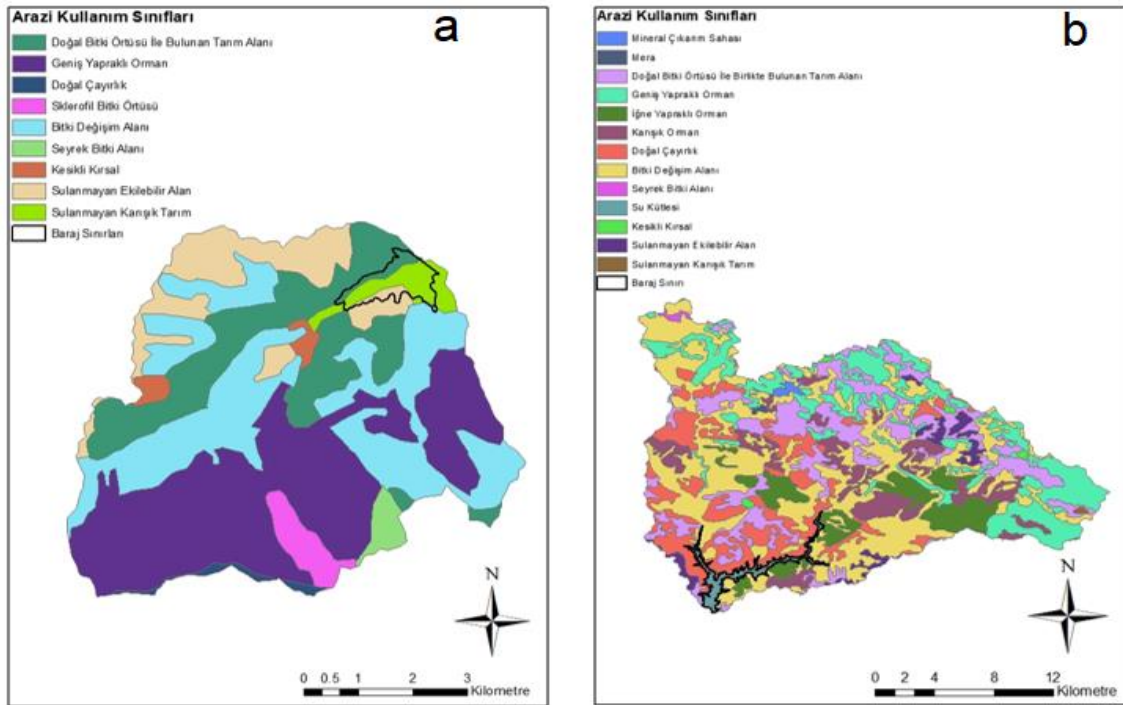 Arazi Kullanım Sınıfları
a
Doğal Bitki Örtüsü İle Bulunan Tarım Alanı
Geniş Yapraklı Orman
Doğal Çayırlık
Sklerofil Bitki Örtüsü
Bitki Değişim Alanı
Seyrek Bitki Alanı
Kesikli Kırsal
Sulanmayan Ekilebilir Alan
Sulanmayan Karışık Tarım
Baraj Sınırları
N
0 0.5 1 2 3
Kilometre
Arazi Kullanım Sınıfları
b
Mineral Çıkarım Sahası
Mera
Doğal Bitki Örtüsü İle Birlikte Bulunan Tarım Alanı
Geniş Yapraklı Orman
İğne Yapraklı Orman
Karışık Orman
Doğal Çayırlık
Bitki Değişim Alanı
Seyrek Bitki Alanı
Su Kütlesi
Kesikli Kırsal
Sulanmayan Ekilebilir Alan
Sulanmayan Karışık Tarım
Baraj Sınırı
N
0 2 4 8 12
Kilometre